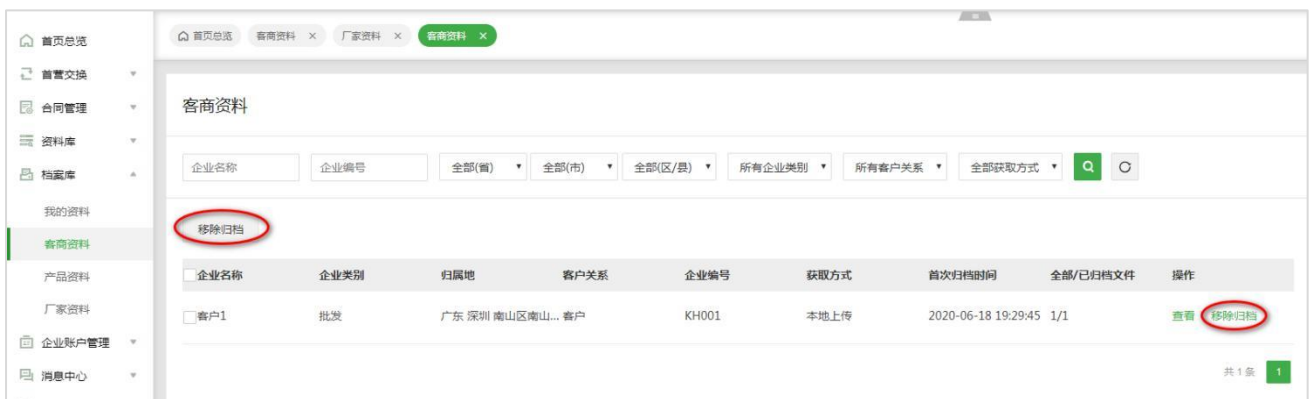 首页总览
首营交换
合同管理
资料库
档案库
我的资料
客商资料
产品资料
厂家资料
企业账户管理
消息中心
首页总览 客商资料 × 厂家资料 × 客商资料 ×
客商资料
企业名称 企业编号 全部(省) 全部(市) 全部(区/县) 所有企业类别 所有客户关系 全部获取方式
移除归档
企业名称 企业类别 归属地 客户关系 企业编号 获取方式 首次归档时间 全部/已归档文件 操作
客户1 批发 广东 深圳 南山区南山... 客户 KH001 本地上传 2020-06-18 19:29:45 1/1 查看 移除归档
共 1 条 1